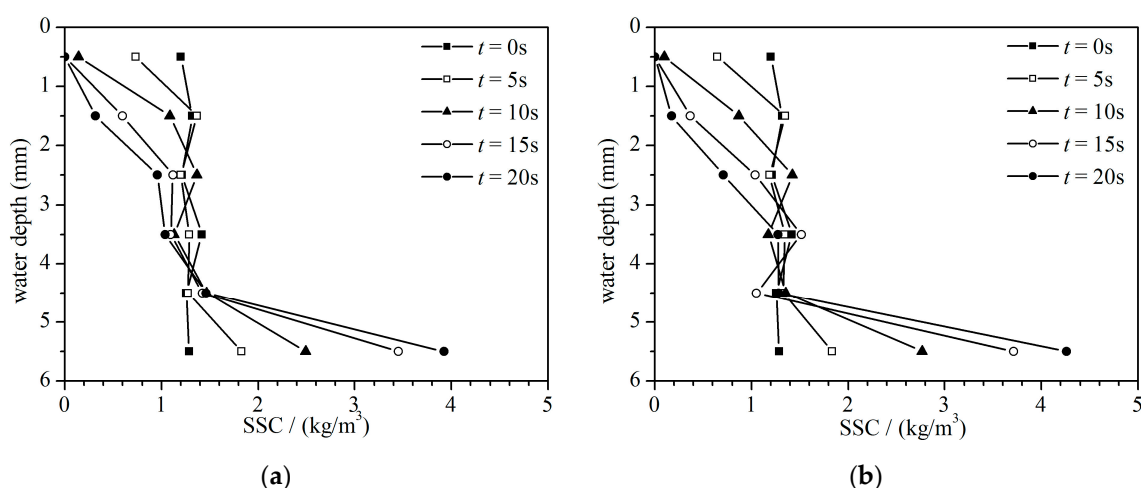 0
1
2
3
4
5
6
water depth (mm)
t = 0s
t = 5s
t = 10s
t = 15s
t = 20s
0 1 2 3 4 5
SSC / (kg/m³)
(a)
0
1
2
3
4
5
6
water depth (mm)
t = 0s
t = 5s
t = 10s
t = 15s
t = 20s
0 1 2 3 4 5
SSC / (kg/m³)
(b)